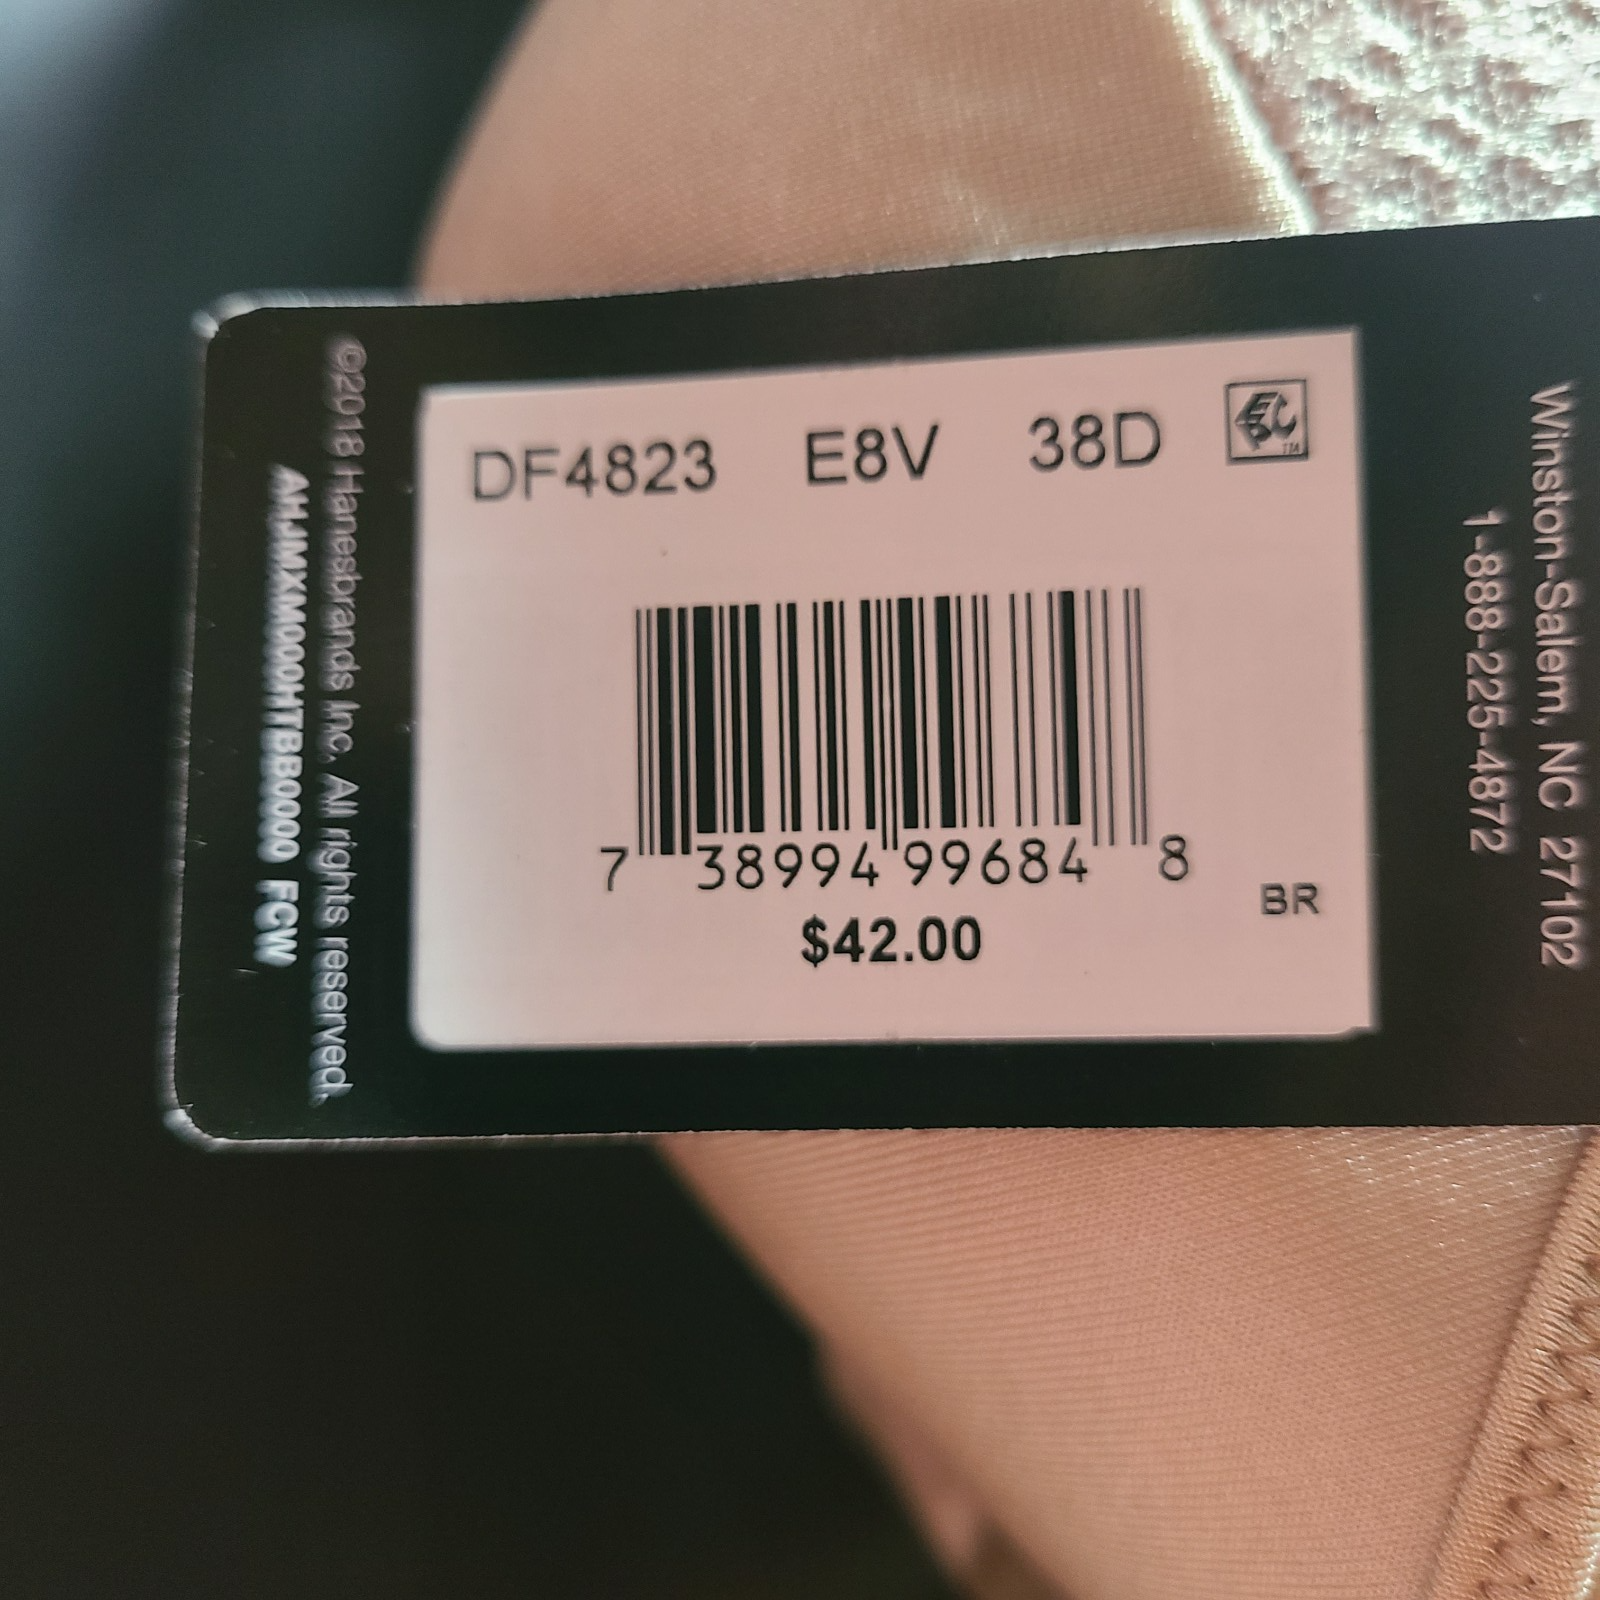 DF4823 E8V 38D
7 38994 99684 8
$42.00
BR
Winston-Salem, NC 27102
1-888-225-4872
©2018 Hanesbrands Inc. All rights reserved.
AHJMXM000HTBB0000 FCW